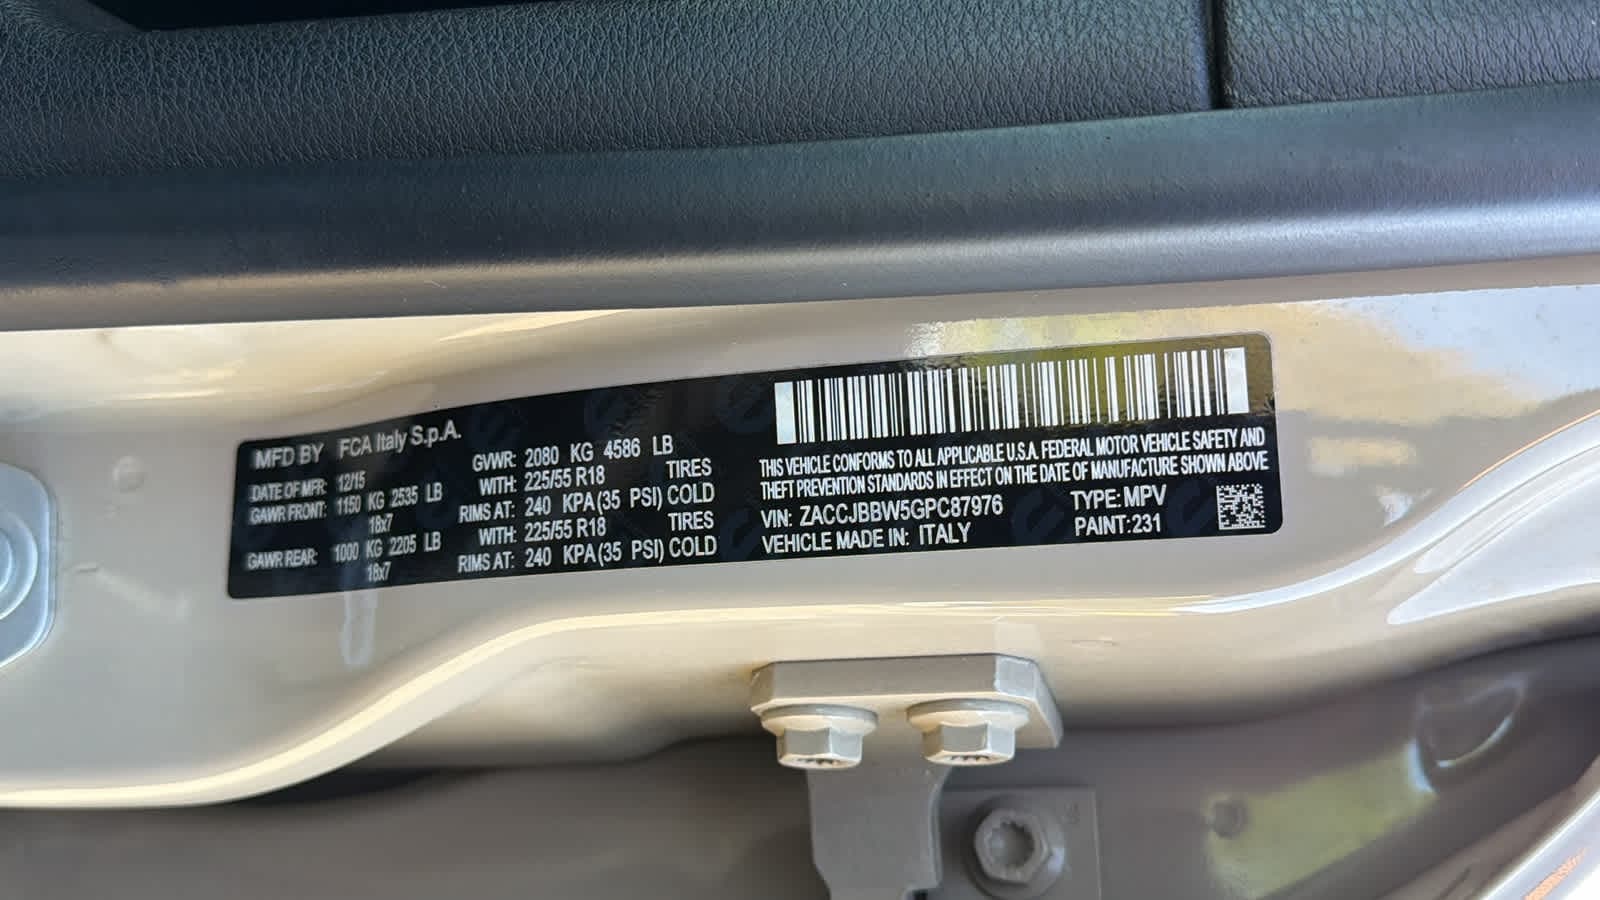 MFD BY FCA Italy S.p.A.
DATE OF MFR: 12/15 GVWR: 2080 KG 4586 LB
GAWR FRONT: 1150 KG 2535 LB WITH: 225/55 R18 TIRES
18x7 RIMS AT: 240 KPA(35 PSI) COLD
GAWR REAR: 1000 KG 2205 LB WITH: 225/55 R18 TIRES
18x7 RIMS AT: 240 KPA(35 PSI) COLD
THIS VEHICLE CONFORMS TO ALL APPLICABLE U.S.A. FEDERAL MOTOR VEHICLE SAFETY AND
THEFT PREVENTION STANDARDS IN EFFECT ON THE DATE OF MANUFACTURE SHOWN ABOVE
VIN: ZACCJBBW5GPC87976 TYPE: MPV
VEHICLE MADE IN: ITALY PAINT:231